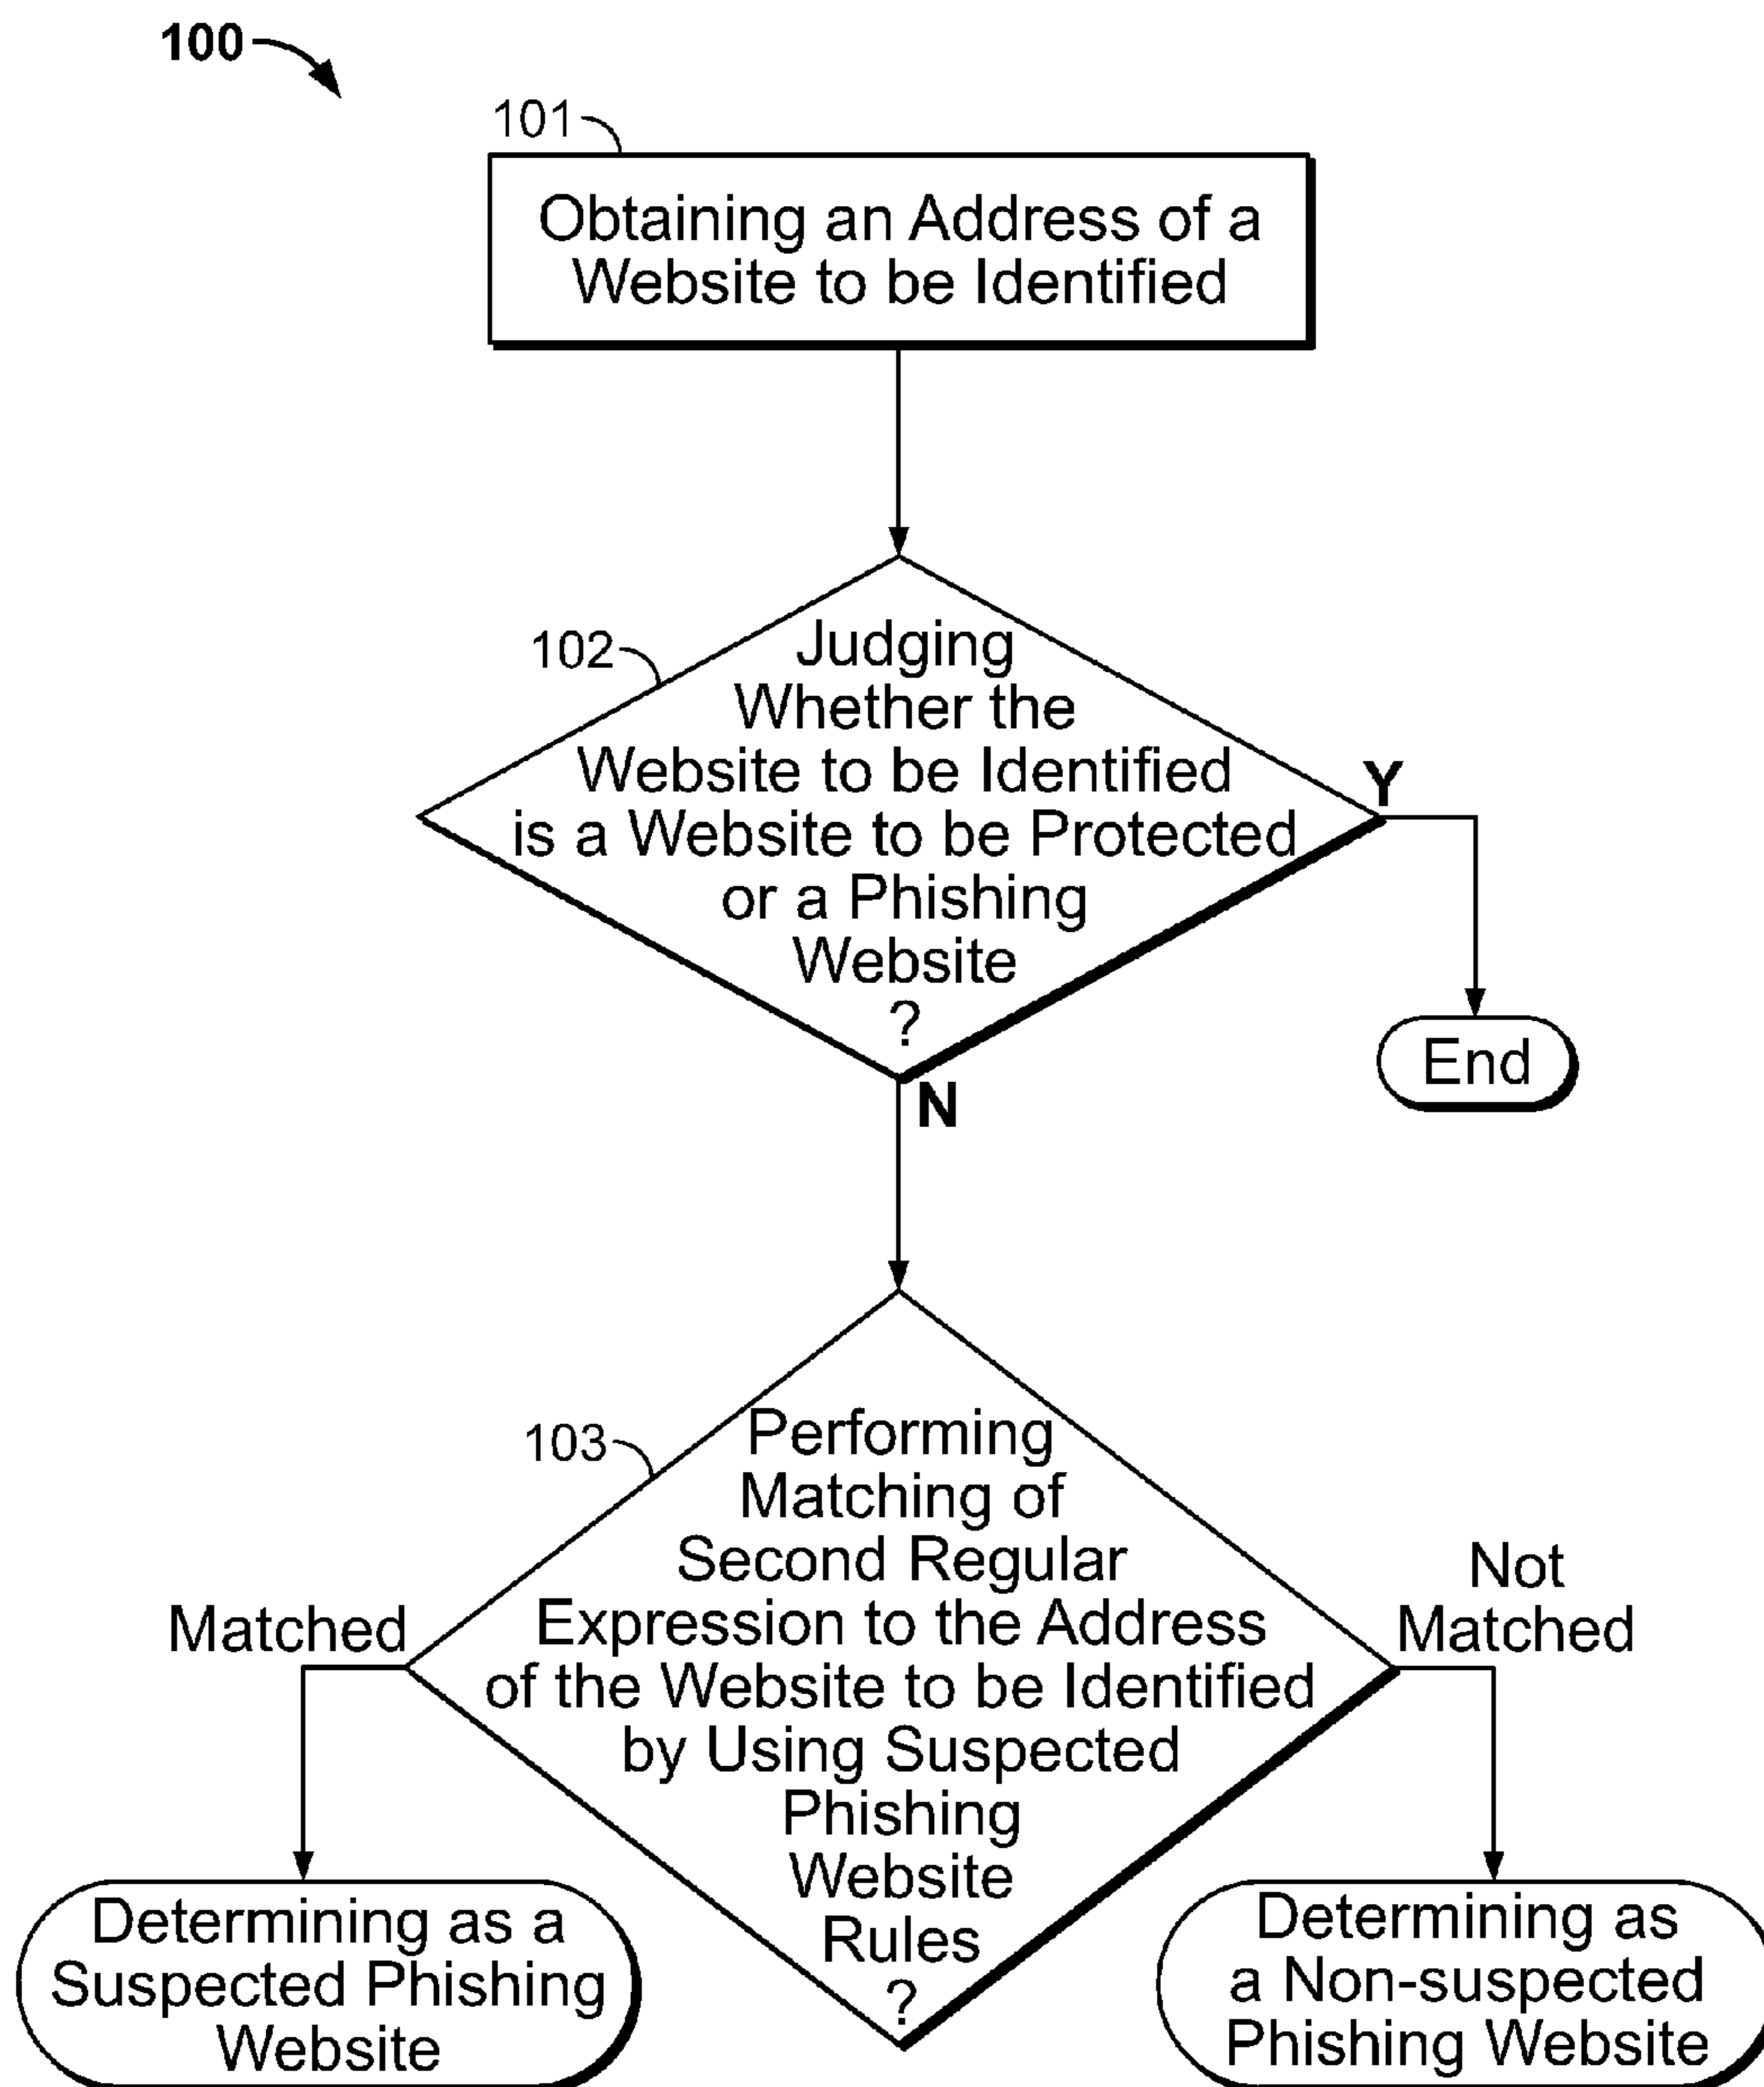 100
101
Obtaining an Address of a
Website to be Identified
102
Judging
Whether the
Website to be Identified
is a Website to be Protected
or a Phishing
Website
?
Y
End
N
103
Performing
Matching of
Second Regular
Expression to the Address
of the Website to be Identified
by Using Suspected
Phishing
Website
Rules
?
Matched
Not
Matched
Determining as a
Suspected Phishing
Website
Determining as
a Non-suspected
Phishing Website